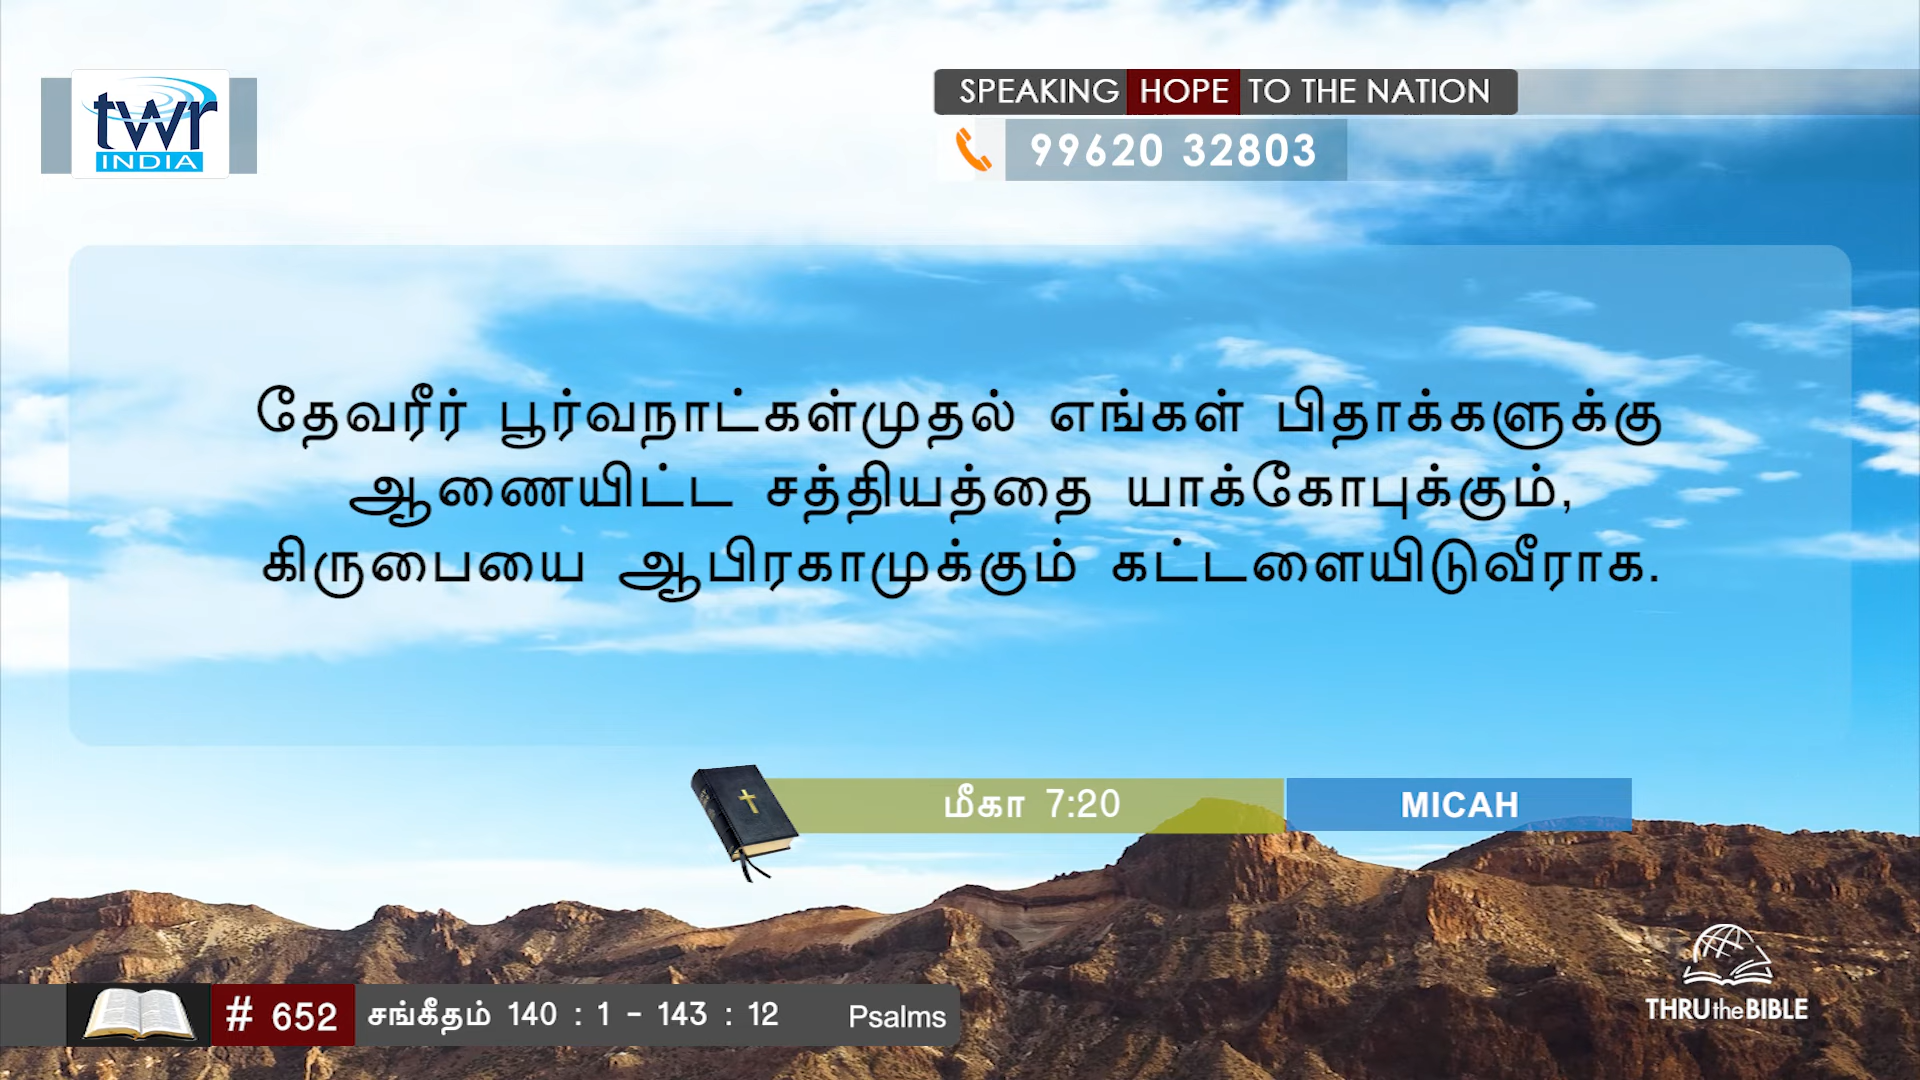 twr
INDIA
SPEAKING HOPE TO THE NATION
99620 32803
தேவரீர் பூர்வநாட்கள்முதல் எங்கள் பிதாக்களுக்கு
ஆணையிட்ட சத்தியத்தை யாக்கோபுக்கும்,
கிருபையை ஆபிரகாமுக்கும் கட்டளையிடுவீராக.
மீகா 7:20 MICAH
# 652 சங்கீதம் 140 : 1 - 143 : 12 Psalms
THRU the BIBLE